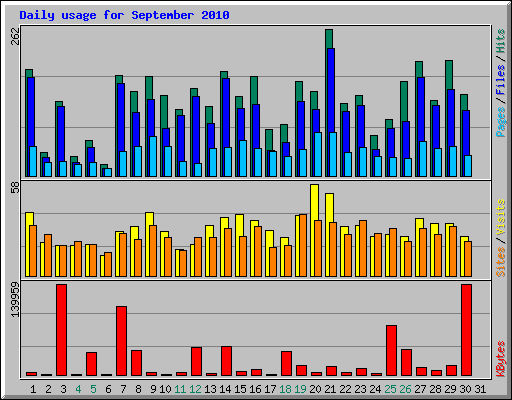 Daily usage for September 2010
262
Pages / Files / Hits
58
Sites / Visits
139959
KBytes
1 2 3 4 5 6 7 8 9 10 11 12 13 14 15 16 17 18 19 20 21 22 23 24 25 26 27 28 29 30 31